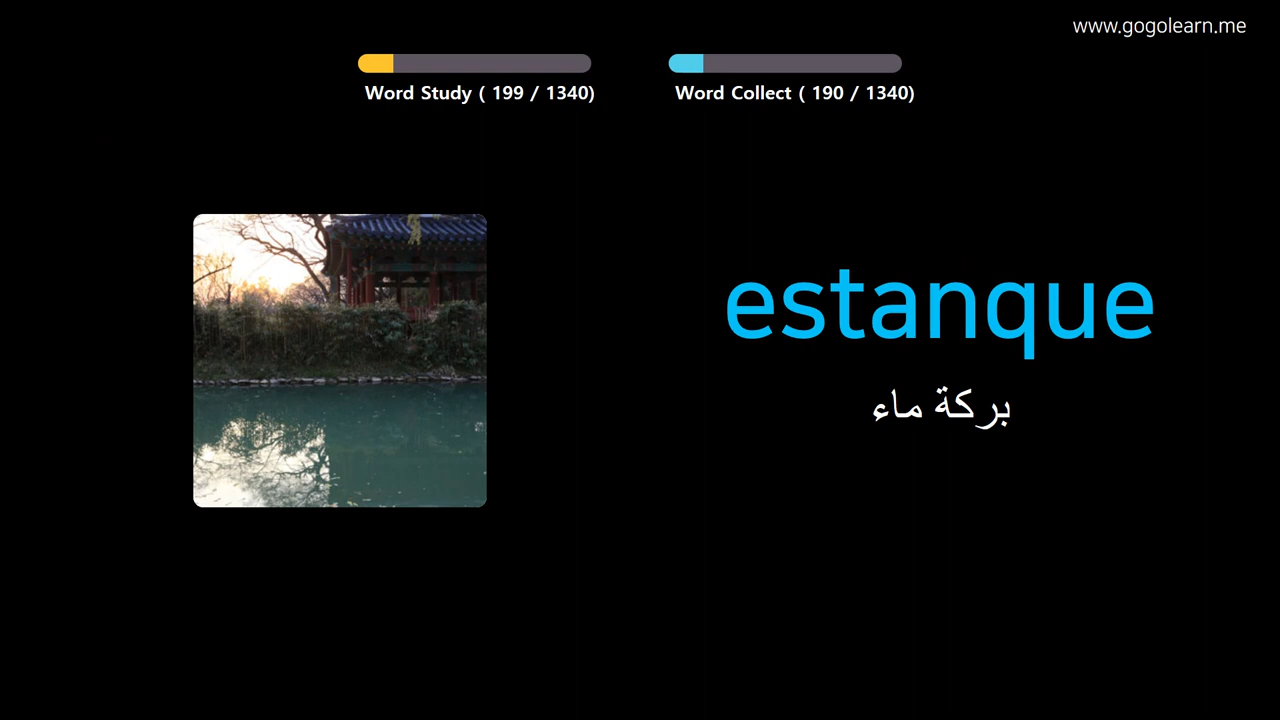 www.gogolearn.me
Word Study ( 199 / 1340)
Word Collect ( 190 / 1340)
estanque
بركة ماء